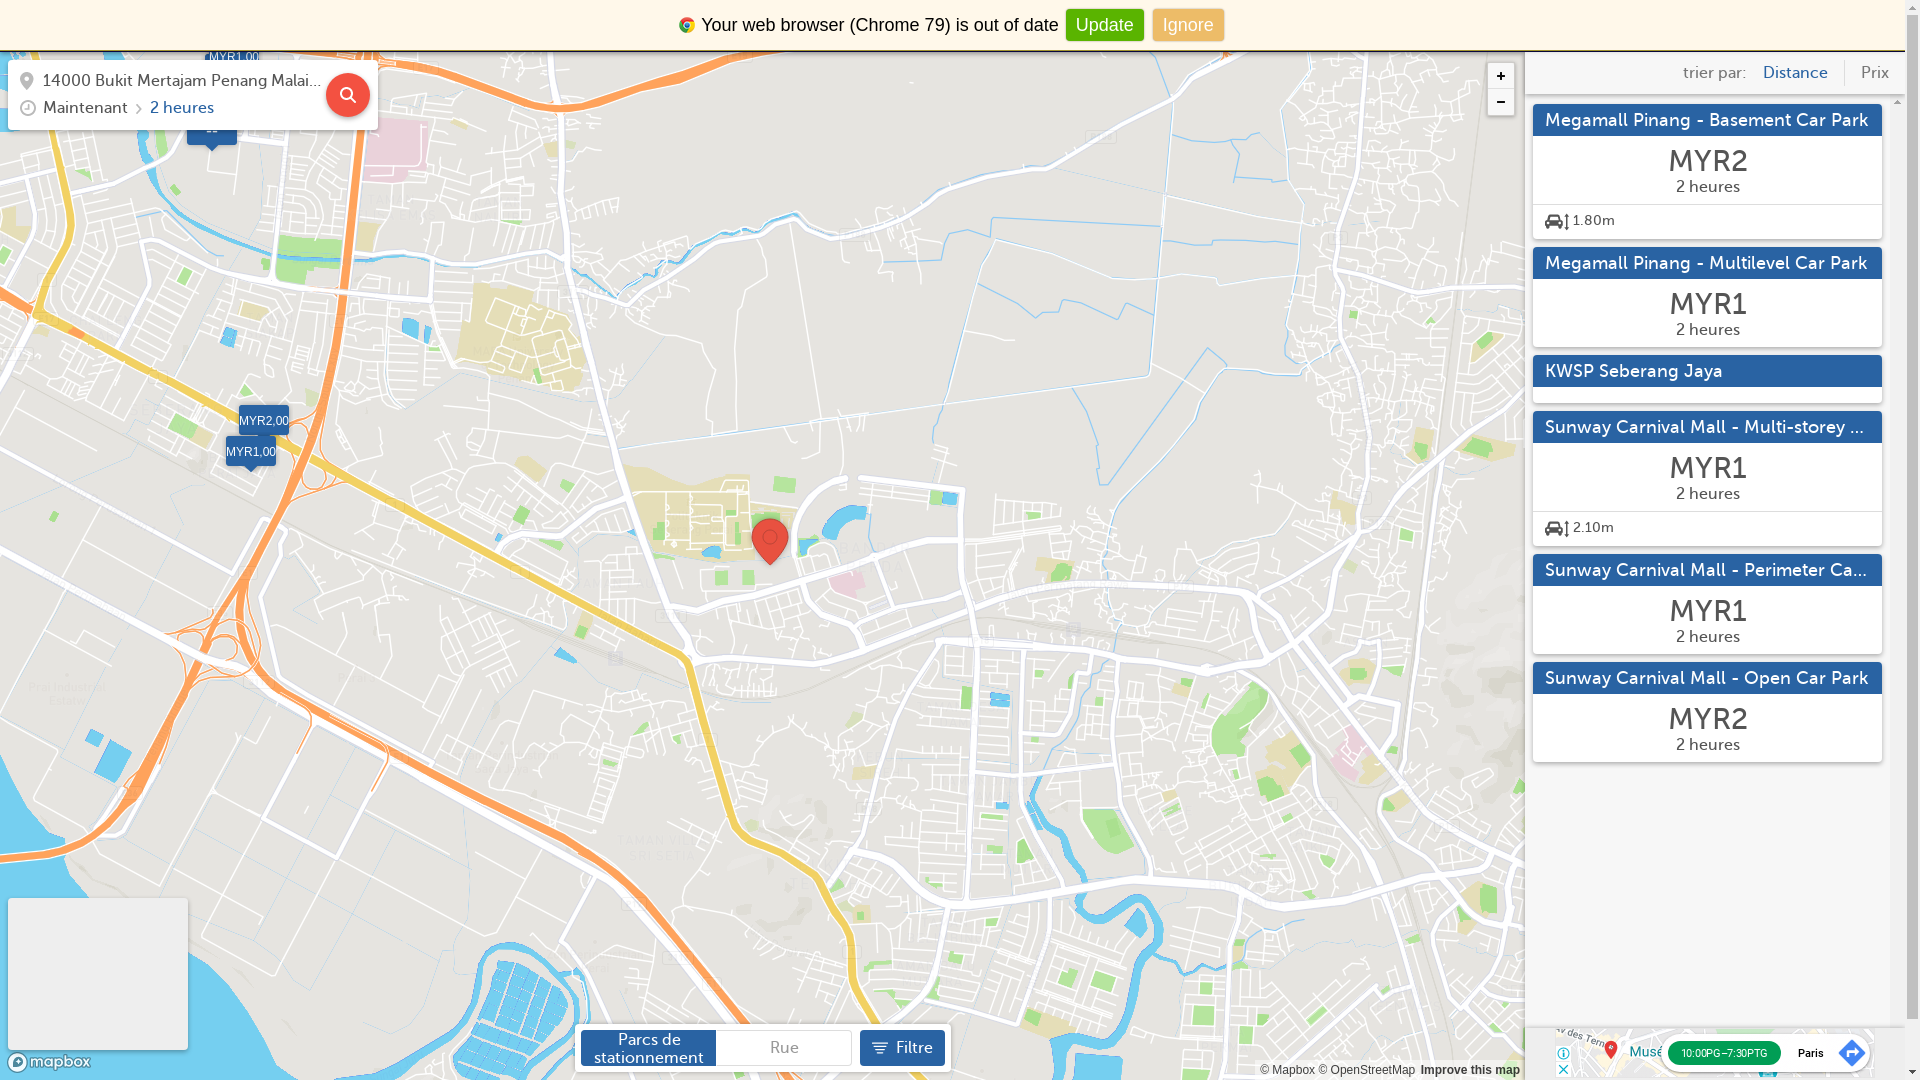 Your web browser (Chrome 79) is out of date Update Ignore
MYR1,00
14000 Bukit Mertajam Penang Malai...
Maintenant > 2 heures
+
-
trier par: Distance Prix
Megamall Pinang - Basement Car Park
MYR2
2 heures
1.80m
Megamall Pinang - Multilevel Car Park
MYR1
2 heures
KWSP Seberang Jaya
Sunway Carnival Mall - Multi-storey ...
MYR1
2 heures
2.10m
Sunway Carnival Mall - Perimeter Ca...
MYR1
2 heures
Sunway Carnival Mall - Open Car Park
MYR2
2 heures
MYR2,00
MYR1,00
Parcs de
stationnement
Rue
Filtre
mapbox
© Mapbox © OpenStreetMap Improve this map
Musé
10:00PG–7:30PTG
Paris